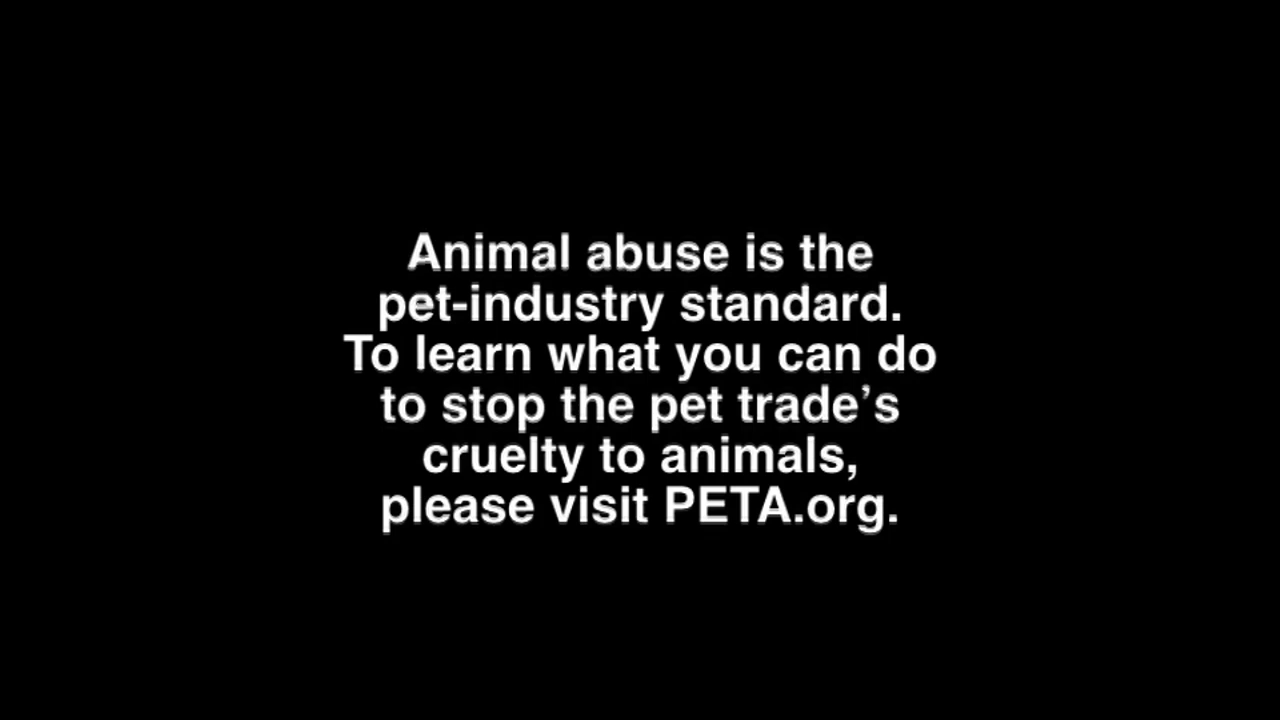 Animal abuse is the
pet-industry standard.
To learn what you can do
to stop the pet trade’s
cruelty to animals,
please visit PETA.org.